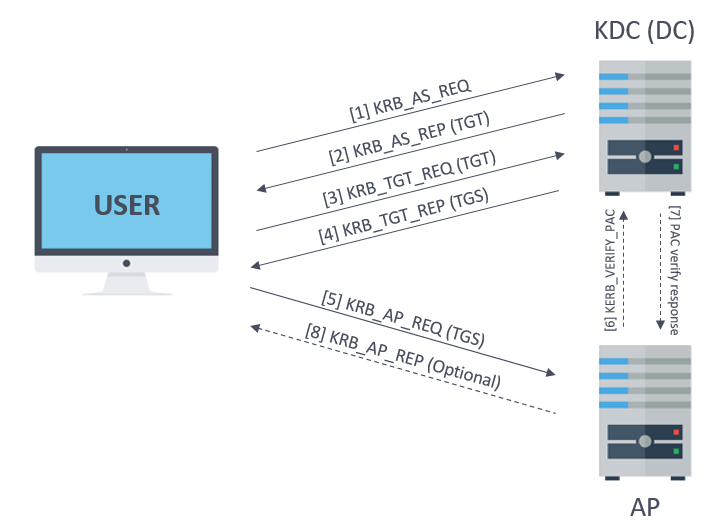 KDC (DC)
[1] KRB_AS_REQ
[2] KRB_AS_REP (TGT)
[3] KRB_TGT_REQ (TGT)
[4] KRB_TGT_REP (TGS)
USER
[5] KRB_AP_REQ (TGS)
[8] KRB_AP_REP (Optional)
[6] KERB_VERIFY_PAC
[7] PAC verify response
AP